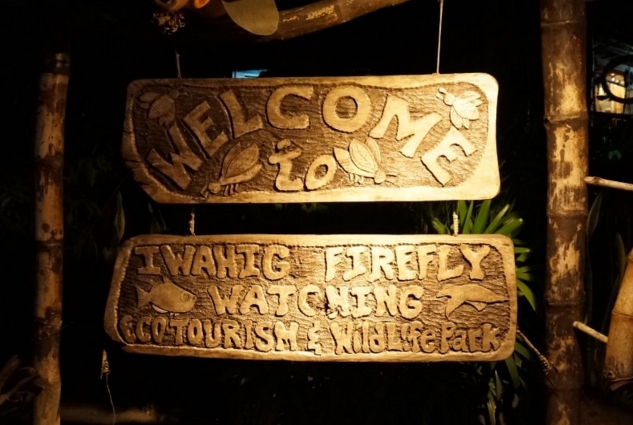 WELCOME
to
IWAHIG FIREFLY
WATCHING
ECOTOURISM & WildLifePark